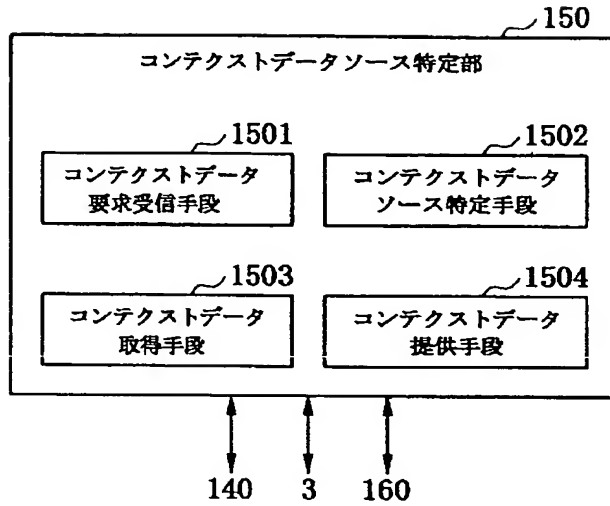 150
コンテクストデータソース特定部
1501
コンテクストデータ
要求受信手段
1502
コンテクストデータ
ソース特定手段
1503
コンテクストデータ
取得手段
1504
コンテクストデータ
提供手段
140 3 160